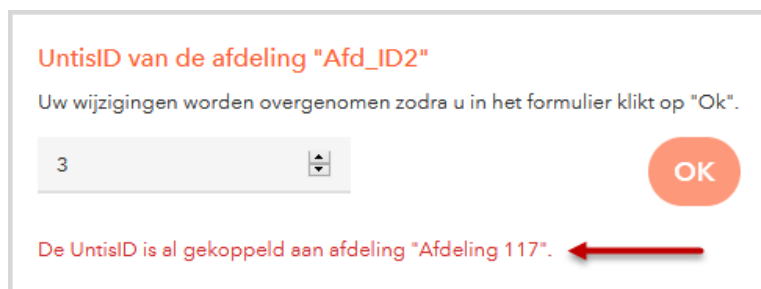 UntisID van de afdeling "Afd_ID2"
Uw wijzigingen worden overgenomen zodra u in het formulier klikt op "Ok".
3
OK
De UntisID is al gekoppeld aan afdeling "Afdeling 117".